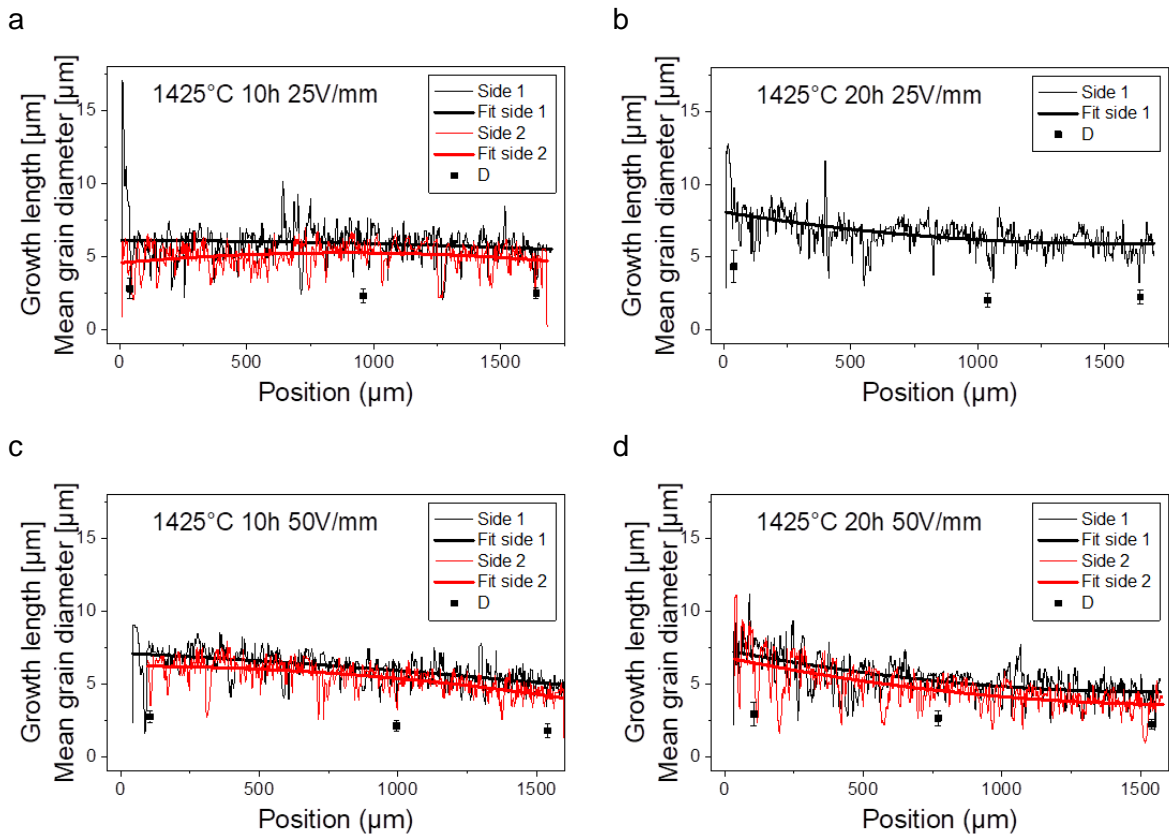 a
Growth length [µm]
Mean grain diameter [µm]
15
10
5
0
1425°C 10h 25V/mm
Side 1
Fit side 1
Side 2
Fit side 2
D
0 500 1000 1500
Position (µm)
b
Growth length [µm]
Mean grain diameter [µm]
15
10
5
0
1425°C 20h 25V/mm
Side 1
Fit side 1
D
0 500 1000 1500
Position (µm)
c
Growth length [µm]
Mean grain diameter [µm]
15
10
5
0
1425°C 10h 50V/mm
Side 1
Fit side 1
Side 2
Fit side 2
D
0 500 1000 1500
Position (µm)
d
Growth length [µm]
Mean grain diameter [µm]
15
10
5
0
1425°C 20h 50V/mm
Side 1
Fit side 1
Side 2
Fit side 2
D
0 500 1000 1500
Position (µm)